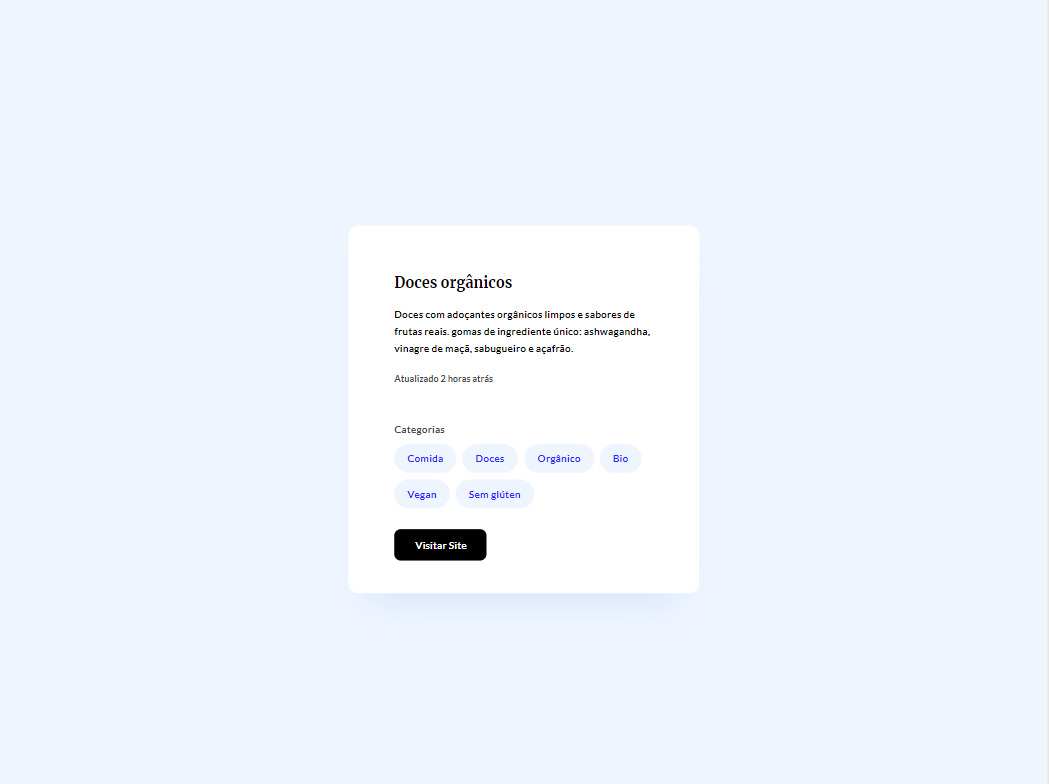 Doces orgânicos
Doces com adoçantes orgânicos limpos e sabores de
frutas reais. gomas de ingrediente único: ashwagandha,
vinagre de maçã, sabugueiro e açafrão.
Atualizado 2 horas atrás
Categorias
Comida Doces Orgânico Bio
Vegan Sem glúten
Visitar Site